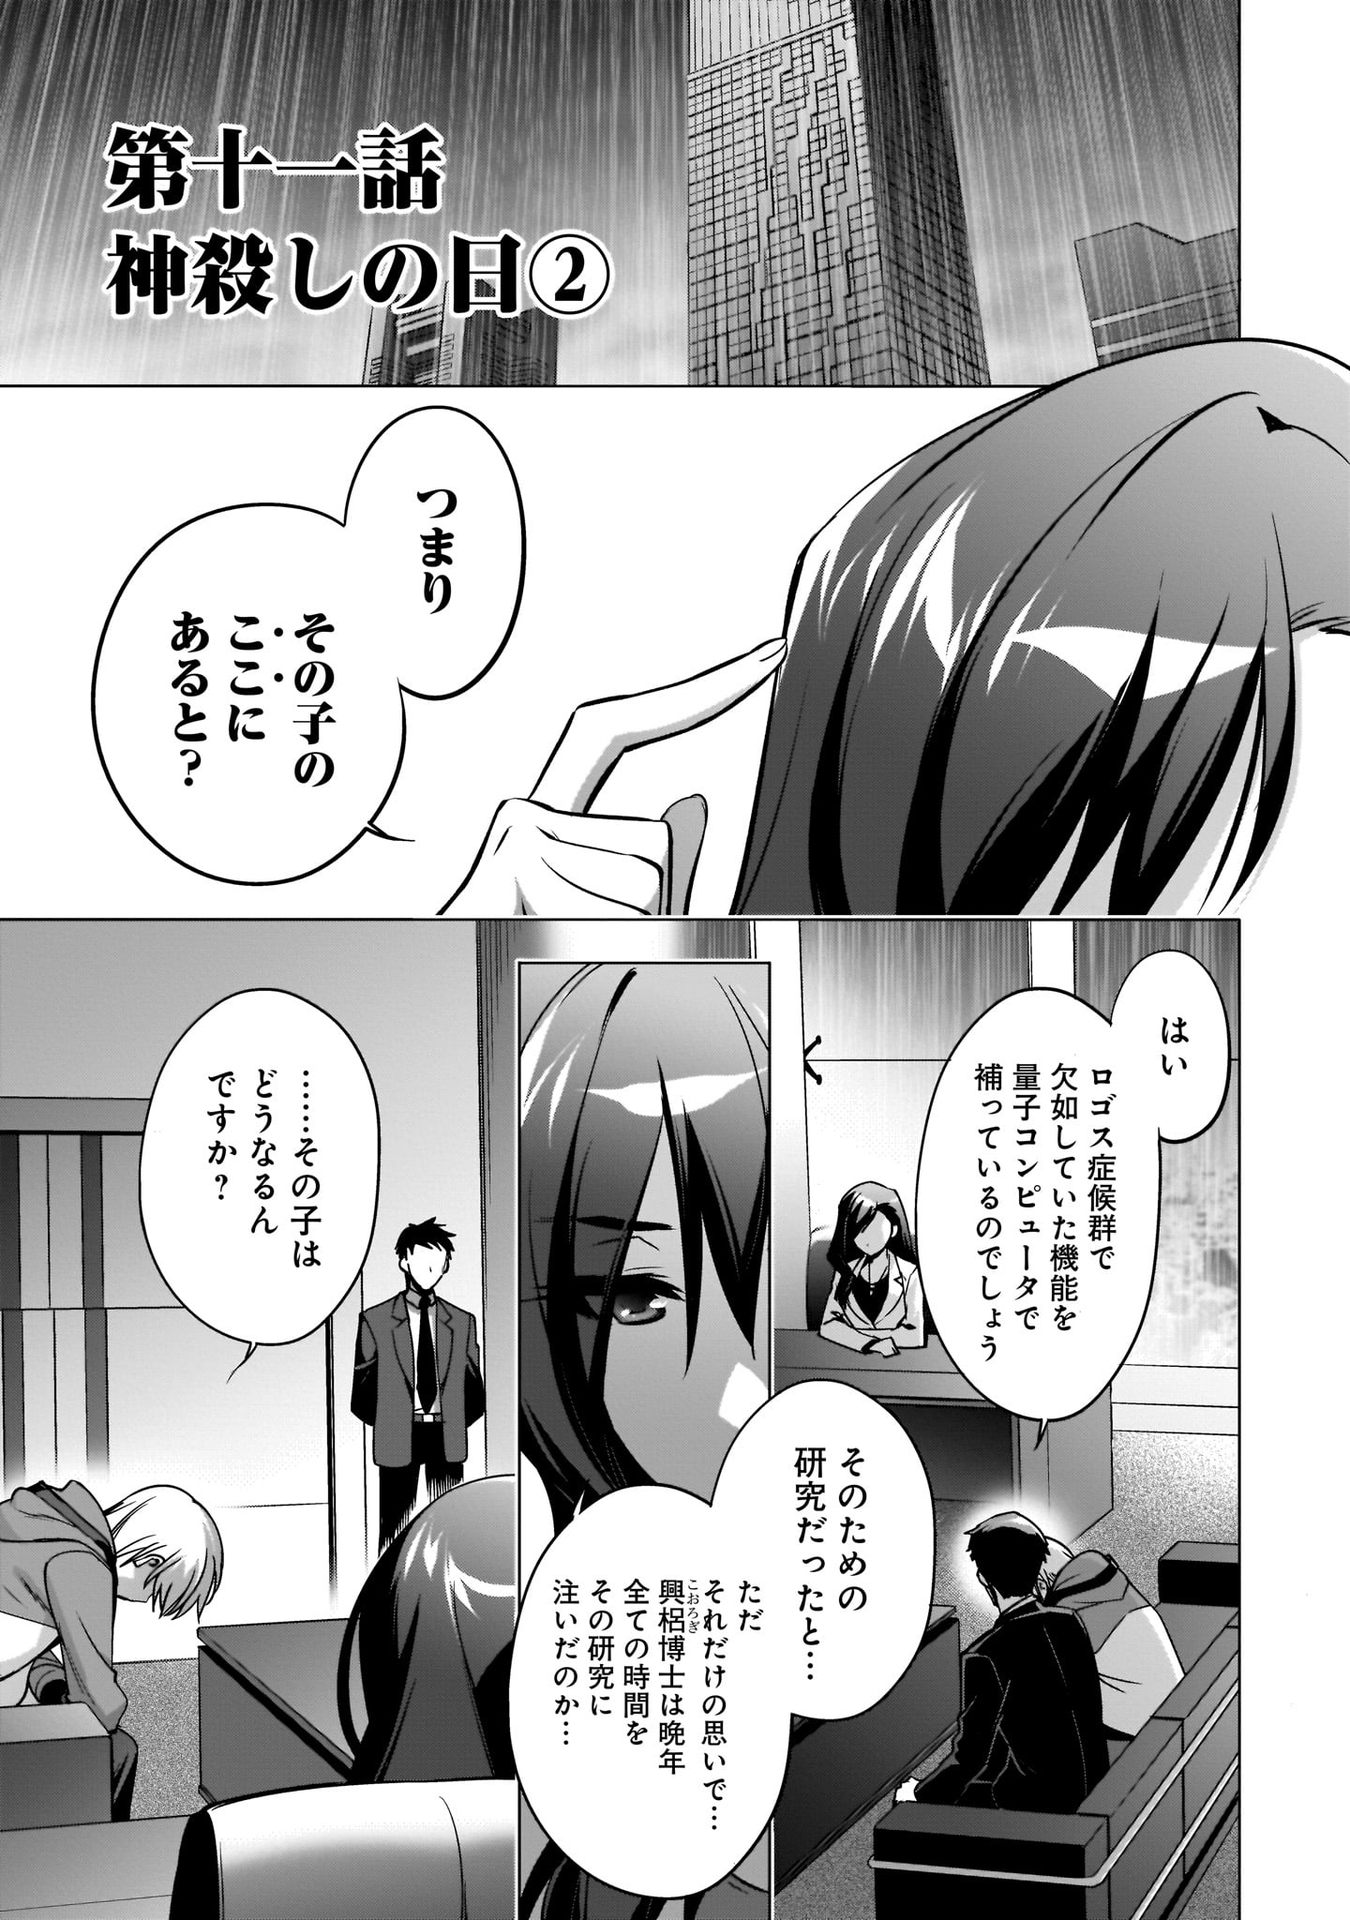 第十一話
神殺しの日②
つまり
その子の
ここに
あると？
はい
ロゴス症候群で
欠如していた機能を
量子コンピュータで
補っているのでしょう
そのための
研究だったと…
ただ
それだけの思いで…
興梠博士は晩年
こおろぎ
全ての時間を
その研究に
注いだのか…
……その子は
どうなるん
ですか？